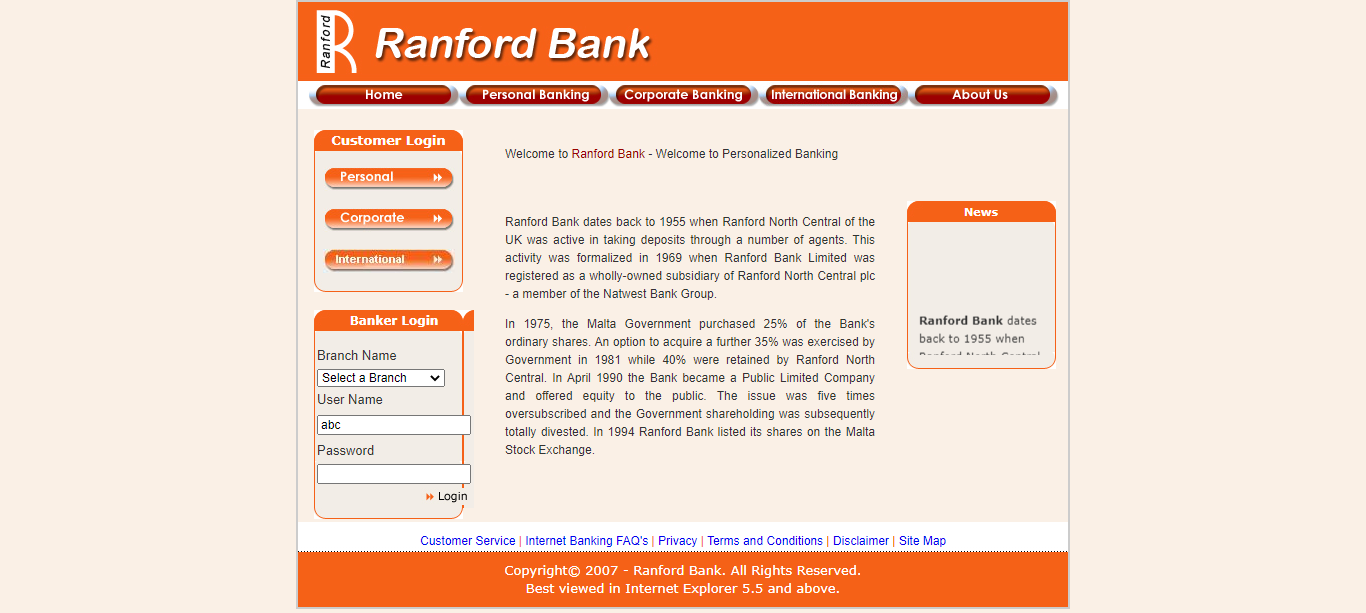 Ranford
Ranford Bank
Home
Personal Banking
Corporate Banking
International Banking
About Us
Customer Login
Personal
Corporate
International
Banker Login
Branch Name
Select a Branch
User Name
abc
Password
Login
Welcome to Ranford Bank - Welcome to Personalized Banking
Ranford Bank dates back to 1955 when Ranford North Central of the
UK was active in taking deposits through a number of agents. This
activity was formalized in 1969 when Ranford Bank Limited was
registered as a wholly-owned subsidiary of Ranford North Central plc
- a member of the Natwest Bank Group.
In 1975, the Malta Government purchased 25% of the Bank's
ordinary shares. An option to acquire a further 35% was exercised by
Government in 1981 while 40% were retained by Ranford North
Central. In April 1990 the Bank became a Public Limited Company
and offered equity to the public. The issue was five times
oversubscribed and the Government shareholding was subsequently
totally divested. In 1994 Ranford Bank listed its shares on the Malta
Stock Exchange.
News
Ranford Bank dates
back to 1955 when
Ranford North Central
Customer Service | Internet Banking FAQ's | Privacy | Terms and Conditions | Disclaimer | Site Map
Copyright© 2007 - Ranford Bank. All Rights Reserved.
Best viewed in Internet Explorer 5.5 and above.